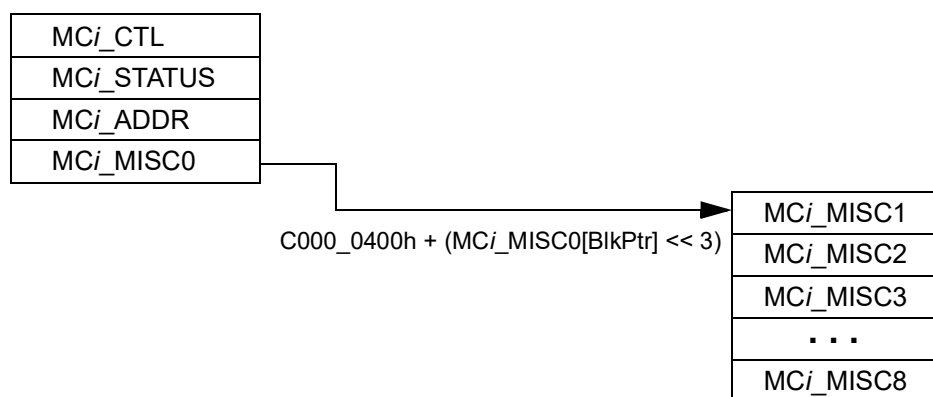 MCi_CTL
MCi_STATUS
MCi_ADDR
MCi_MISC0
C000_0400h + (MCi_MISC0[BlkPtr] << 3)
MCi_MISC1
MCi_MISC2
MCi_MISC3
. . .
MCi_MISC8